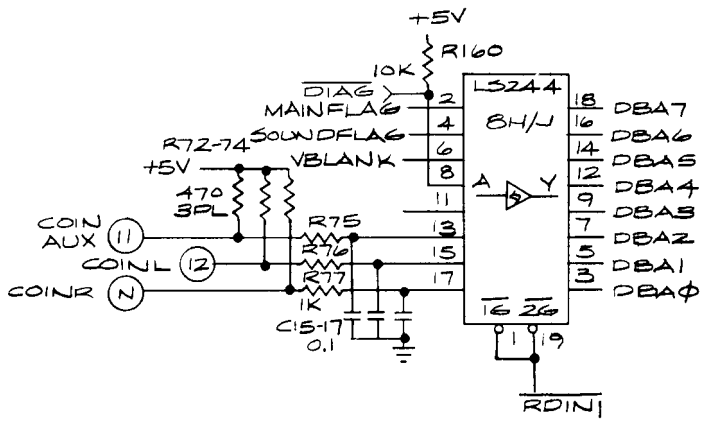 +5V
R160
10K
DIAG
MAINFLAG
SOUNDFLAG
VBLANK
R72-74
+5V
470
3PL
COIN
AUX
11
COINL
12
COINR
N
R75
R76
R77
1K
C15-17
0.1
2
4
6
8
11
13
15
17
LS244
8H/J
A
Y
1G
2G
1
19
RDIN1
18 DBA7
16 DBA6
14 DBA5
12 DBA4
9 DBA3
7 DBA2
5 DBA1
3 DBAØ